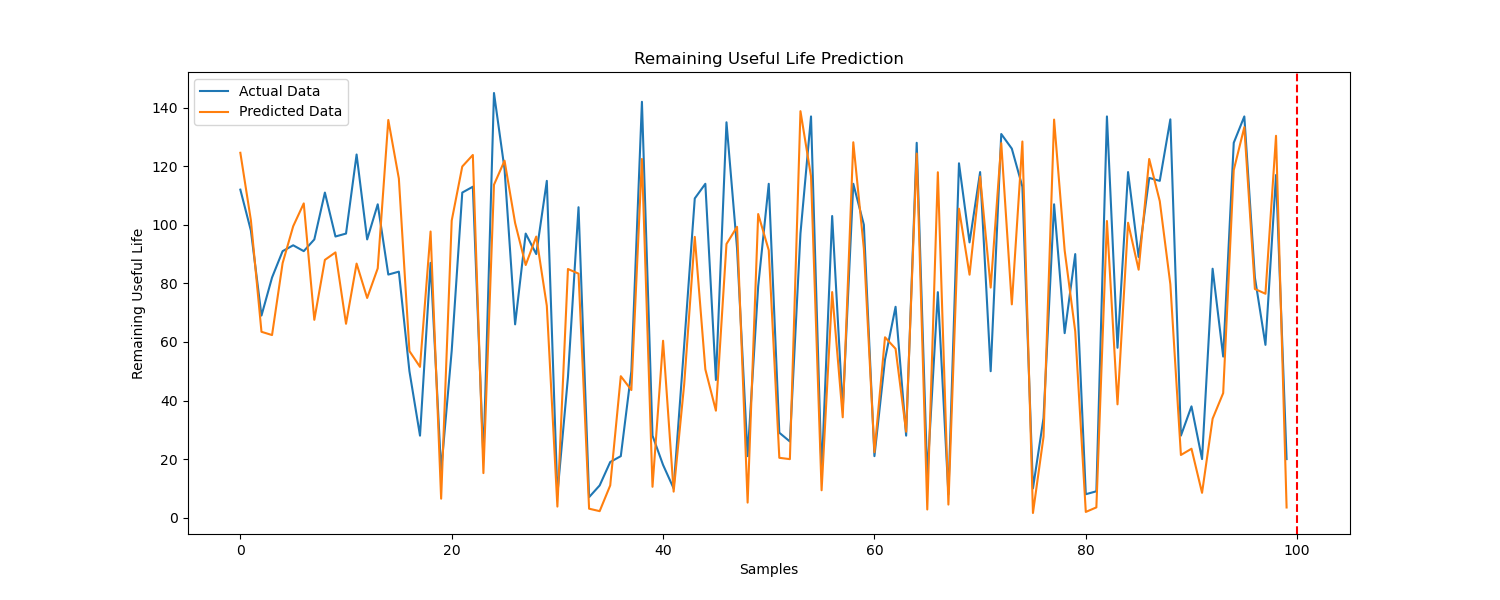 Remaining Useful Life Prediction
Actual Data
Predicted Data
Remaining Useful Life
140
120
100
80
60
40
20
0
0 20 40 60 80 100
Samples